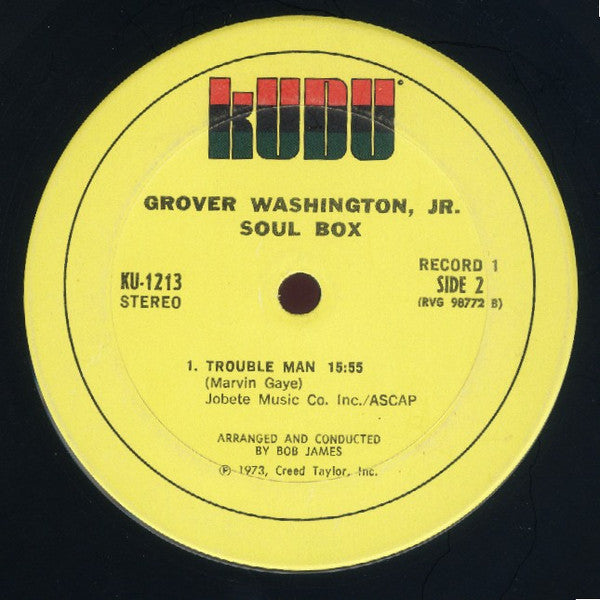 KUDU
GROVER WASHINGTON, JR.
SOUL BOX
KU-1213
STEREO
RECORD 1
SIDE 2
(RVG 98772 B)
1. TROUBLE MAN 15:55
(Marvin Gaye)
Jobete Music Co. Inc./ASCAP
ARRANGED AND CONDUCTED
BY BOB JAMES
℗ 1973, Creed Taylor, Inc.